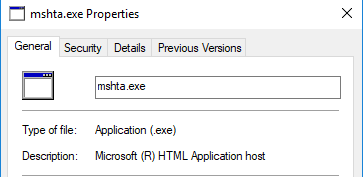 mshta.exe Properties
General Security Details Previous Versions
mshta.exe
Type of file: Application (.exe)
Description: Microsoft (R) HTML Application host